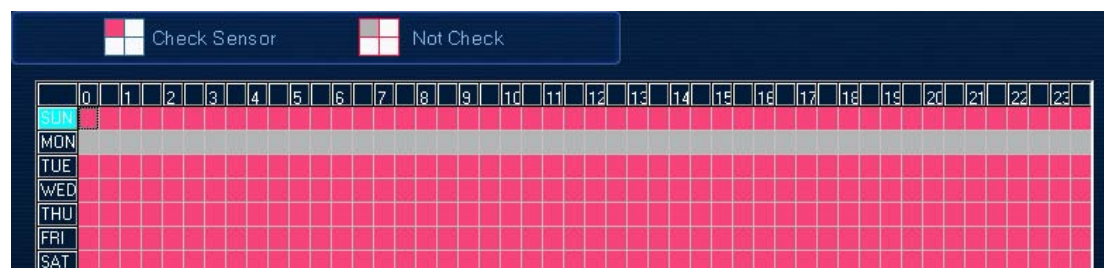 Check Sensor Not Check
0 1 2 3 4 5 6 7 8 9 10 11 12 13 14 15 16 17 18 19 20 21 22 23
SUN
MON
TUE
WED
THU
FRI
SAT